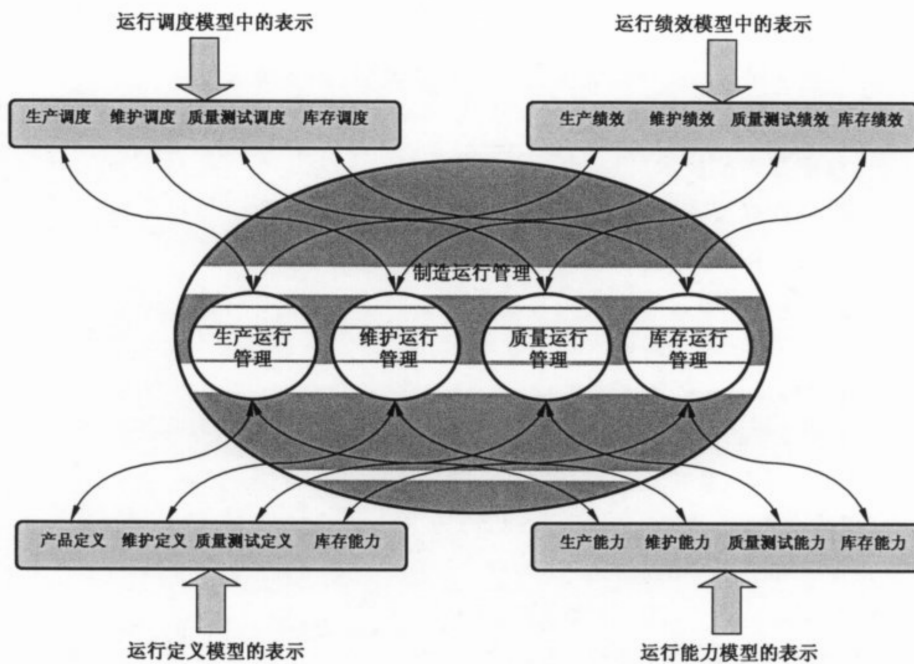 运行调度模型中的表示
运行绩效模型中的表示
生产调度 维护调度 质量测试调度 库存调度
生产绩效 维护绩效 质量测试绩效 库存绩效
制造运行管理
生产运行
管理
维护运行
管理
质量运行
管理
库存运行
管理
产品定义 维护定义 质量测试定义 库存能力
生产能力 维护能力 质量测试能力 库存能力
运行定义模型的表示
运行能力模型的表示